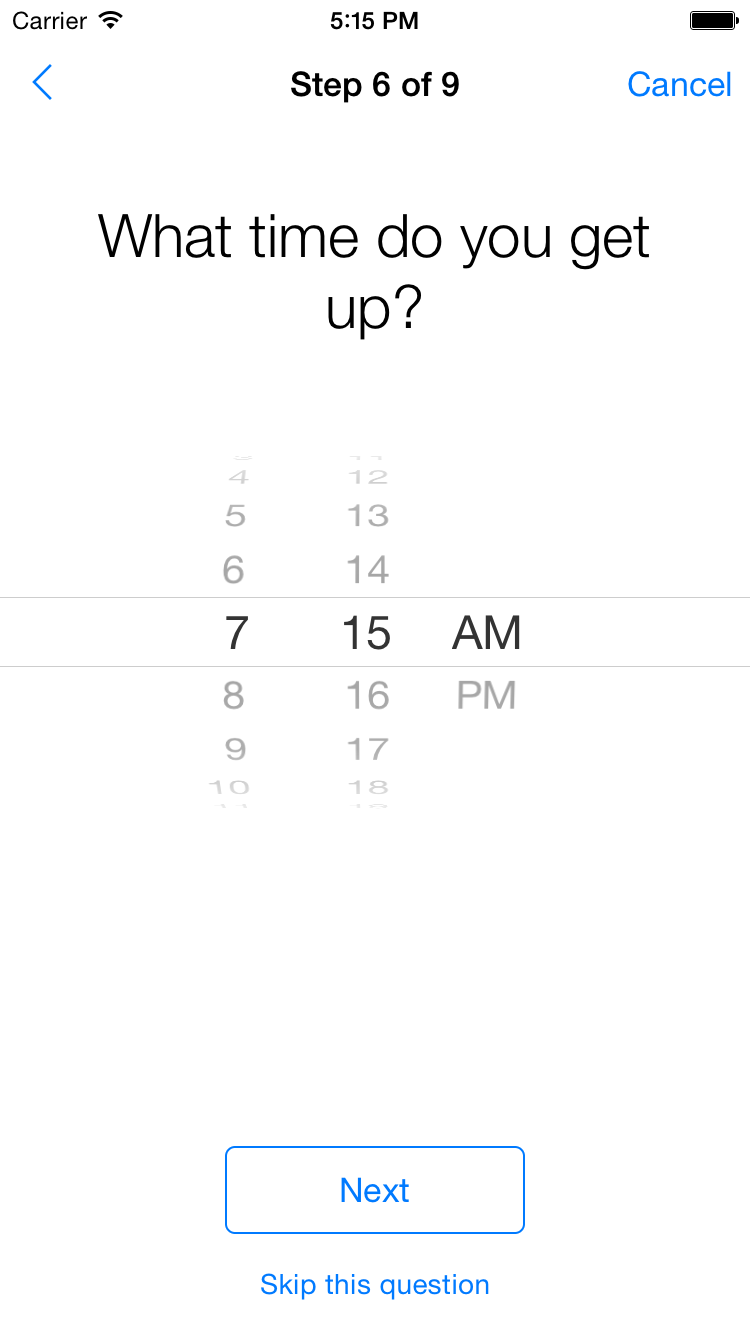 Carrier 5:15 PM
Step 6 of 9 Cancel
What time do you get
up?
4 12
5 13
6 14
7 15 AM
8 16 PM
9 17
10 18
Next
Skip this question